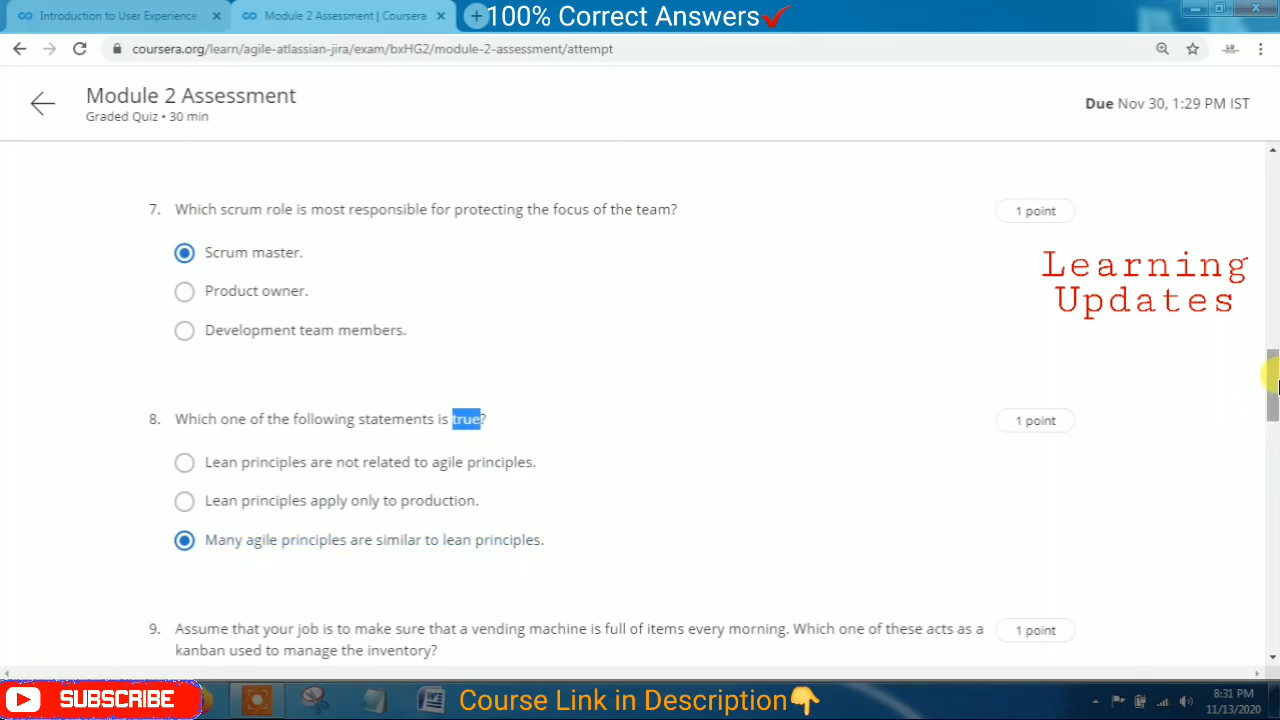 Introduction to User Experience
Module 2 Assessment | Coursera
100% Correct Answers
coursera.org/learn/agile-atlassian-jira/exam/bxHG2/module-2-assessment/attempt
Module 2 Assessment
Graded Quiz • 30 min
Due Nov 30, 1:29 PM IST
7. Which scrum role is most responsible for protecting the focus of the team?
1 point
Scrum master.
Product owner.
Development team members.
Learning
Updates
8. Which one of the following statements is true?
1 point
Lean principles are not related to agile principles.
Lean principles apply only to production.
Many agile principles are similar to lean principles.
9. Assume that your job is to make sure that a vending machine is full of items every morning. Which one of these acts as a
kanban used to manage the inventory?
1 point
SUBSCRIBE
Course Link in Description
8:31 PM
11/13/2020